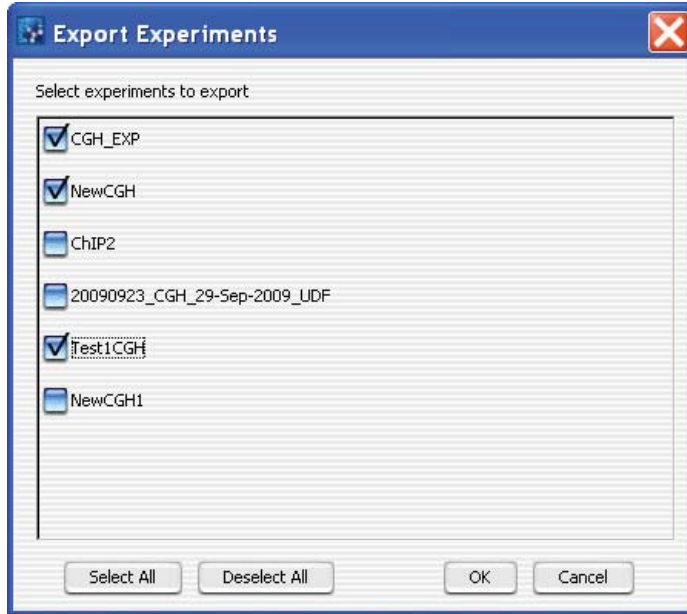 Export Experiments
Select experiments to export
CGH_EXP
NewCGH
ChIP2
20090923_CGH_29-Sep-2009_UDF
Test1CGH
NewCGH1
Select All Deselect All OK Cancel